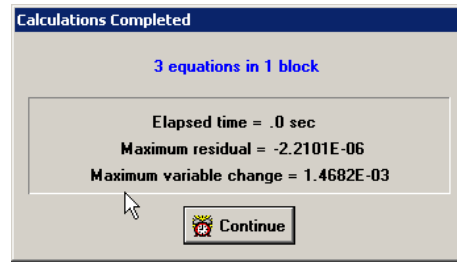 Calculations Completed
3 equations in 1 block
Elapsed time = .0 sec
Maximum residual = -2.2101E-06
Maximum variable change = 1.4682E-03
Continue